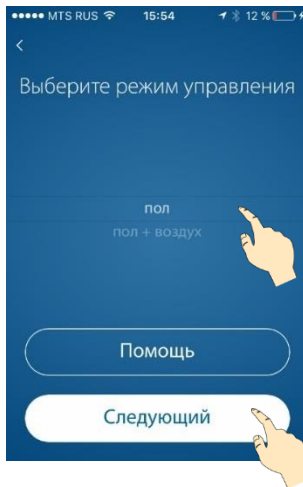 MTS RUS 15:54 12 %
Выберите режим управления
пол
пол + воздух
Помощь
Следующий